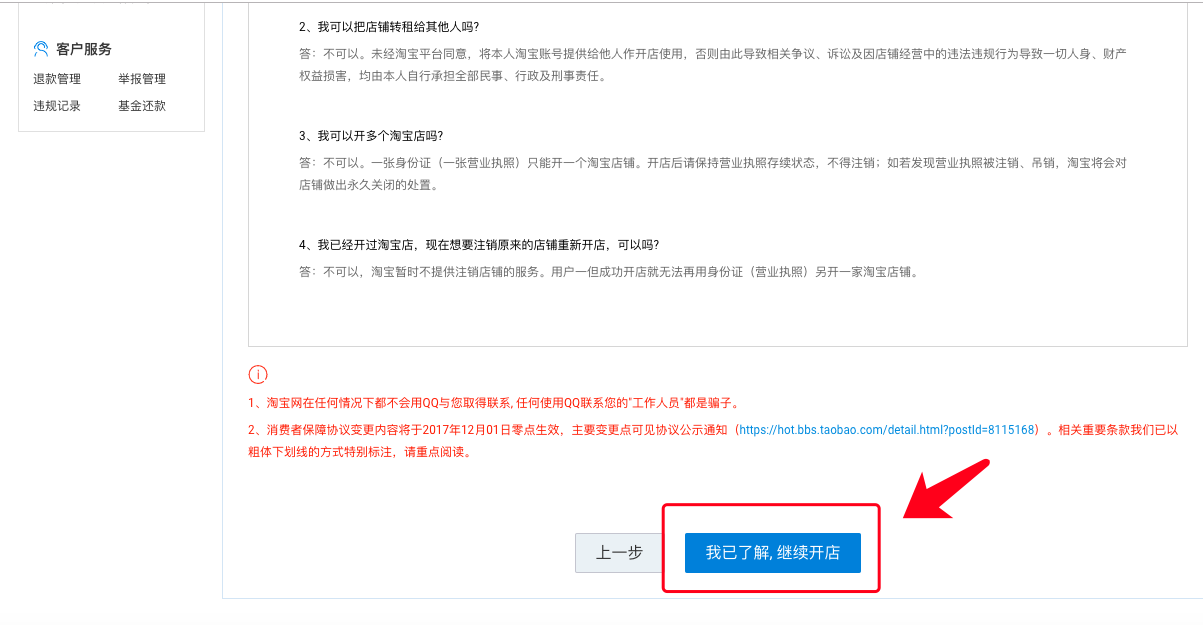 客户服务
退款管理 举报管理
违规记录 基金还款
2、我可以把店铺转租给其他人吗?
答：不可以。未经淘宝平台同意，将本人淘宝账号提供给他人作开店使用，否则由此导致相关争议、诉讼及因店铺经营中的违法违规行为导致一切人身、财产
权益损害，均由本人自行承担全部民事、行政及刑事责任。
3、我可以开多个淘宝店吗?
答：不可以。一张身份证（一张营业执照）只能开一个淘宝店铺。开店后请保持营业执照存续状态，不得注销；如若发现营业执照被注销、吊销，淘宝将会对
店铺做出永久关闭的处置。
4、我已经开过淘宝店，现在想要注销原来的店铺重新开店，可以吗?
答：不可以，淘宝暂时不提供注销店铺的服务。用户一但成功开店就无法再用身份证（营业执照）另开一家淘宝店铺。
1、淘宝网在任何情况下都不会用QQ与您取得联系, 任何使用QQ联系您的"工作人员"都是骗子。
2、消费者保障协议变更内容将于2017年12月01日零点生效，主要变更点可见协议公示通知（https://hot.bbs.taobao.com/detail.html?postId=8115168）。相关重要条款我们已以
粗体下划线的方式特别标注，请重点阅读。
上一步 我已了解, 继续开店